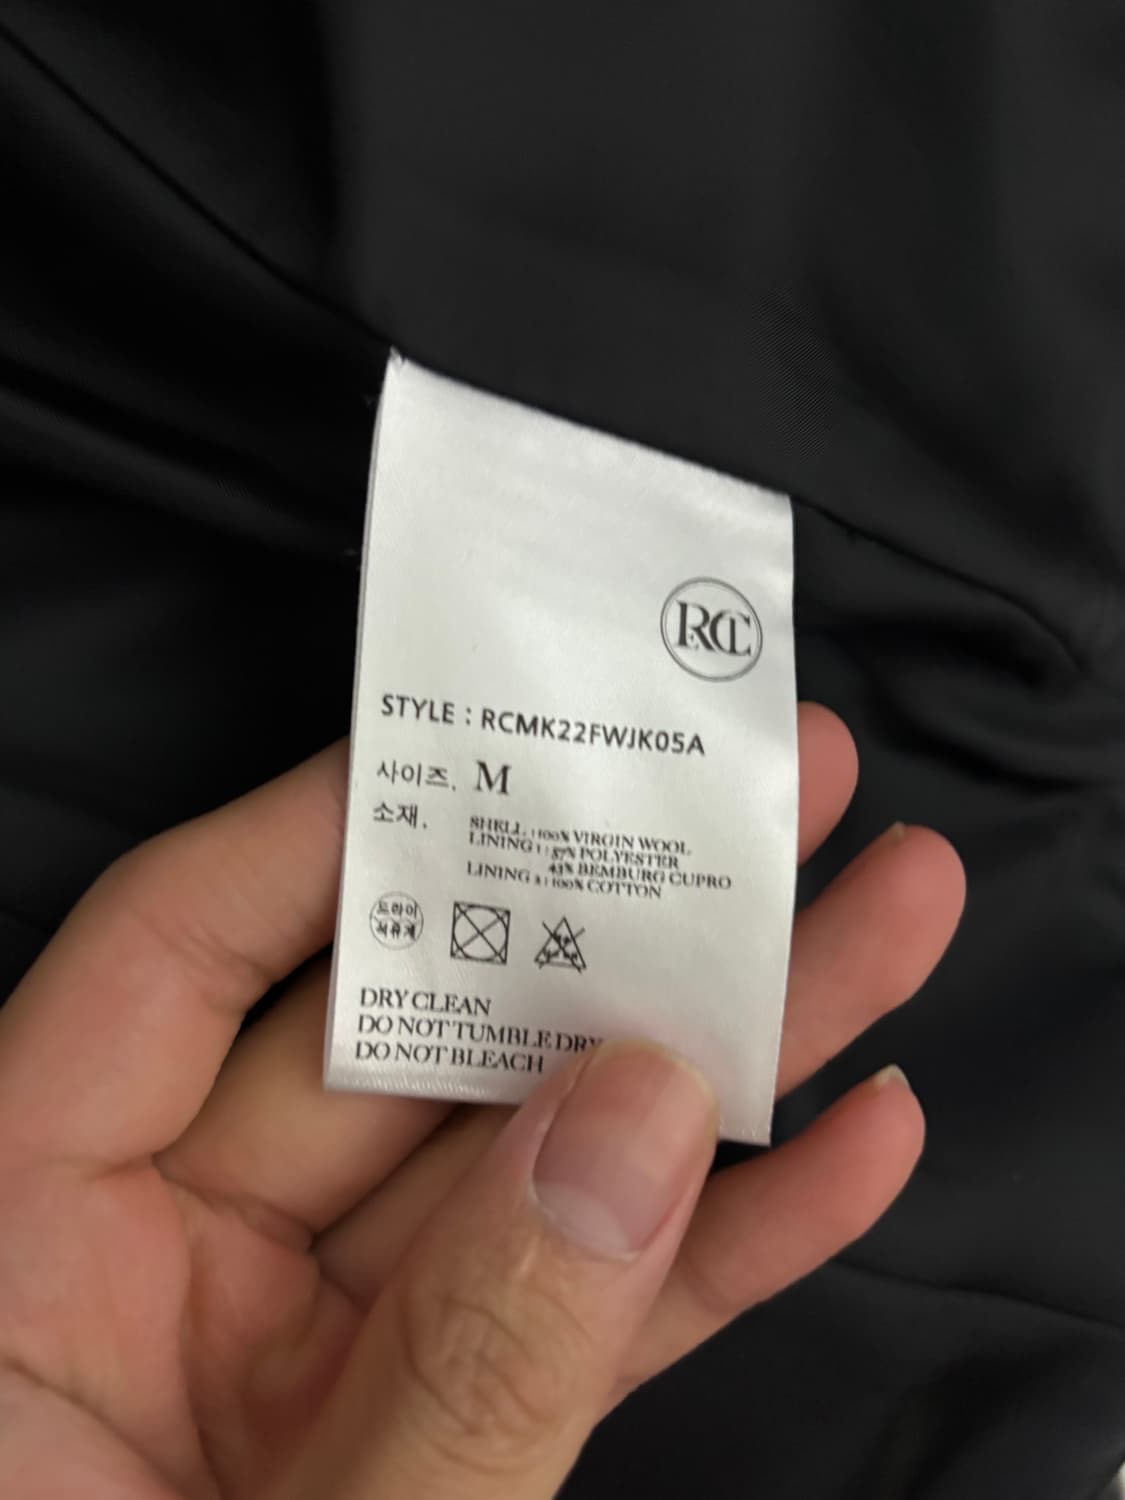 RCT
STYLE : RCMK22FWJK05A
사이즈. M
소재.
SHELL : 100% VIRGIN WOOL
LINING 1 : 57% POLYESTER
43% BEMBURG CUPRO
LINING 2 : 100% COTTON
드라이
석유계
DRY CLEAN
DO NOT TUMBLE DRY
DO NOT BLEACH